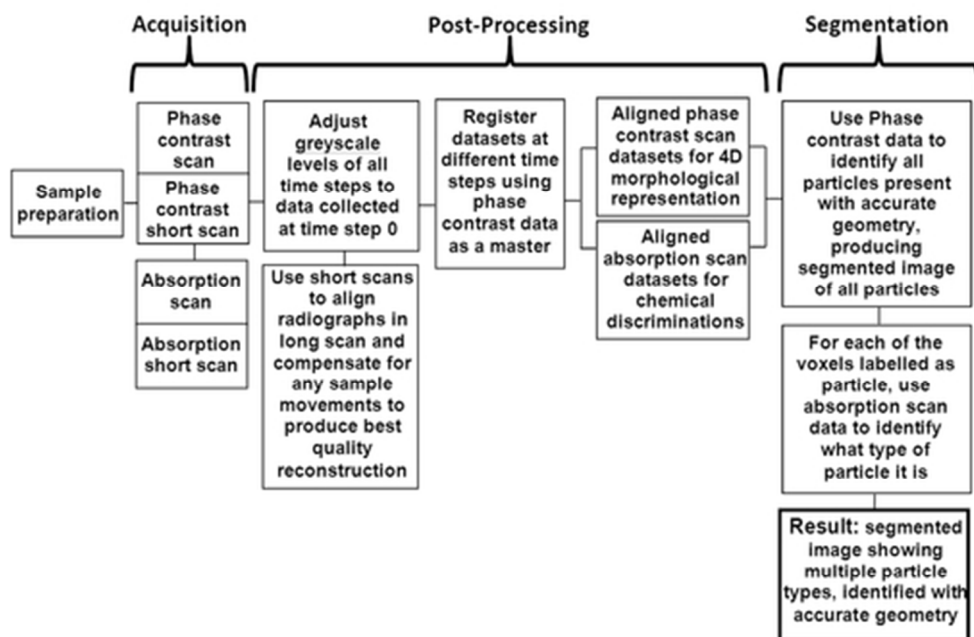 Acquisition
Post-Processing
Segmentation
Sample
preparation
Phase
contrast
scan
Phase
contrast
short scan
Absorption
scan
Absorption
short scan
Adjust
greyscale
levels of all
time steps to
data collected
at time step 0
Use short scans
to align
radiographs in
long scan and
compensate for
any sample
movements to
produce best
quality
reconstruction
Register
datasets at
different time
steps using
phase
contrast data
as a master
Aligned phase
contrast scan
datasets for 4D
morphological
representation
Aligned
absorption scan
datasets for
chemical
discriminations
Use Phase
contrast data to
identify all
particles present
with accurate
geometry,
producing
segmented image
of all particles
For each of the
voxels labelled as
particle, use
absorption scan
data to identify
what type of
particle it is
Result: segmented
image showing
multiple particle
types, identified with
accurate geometry